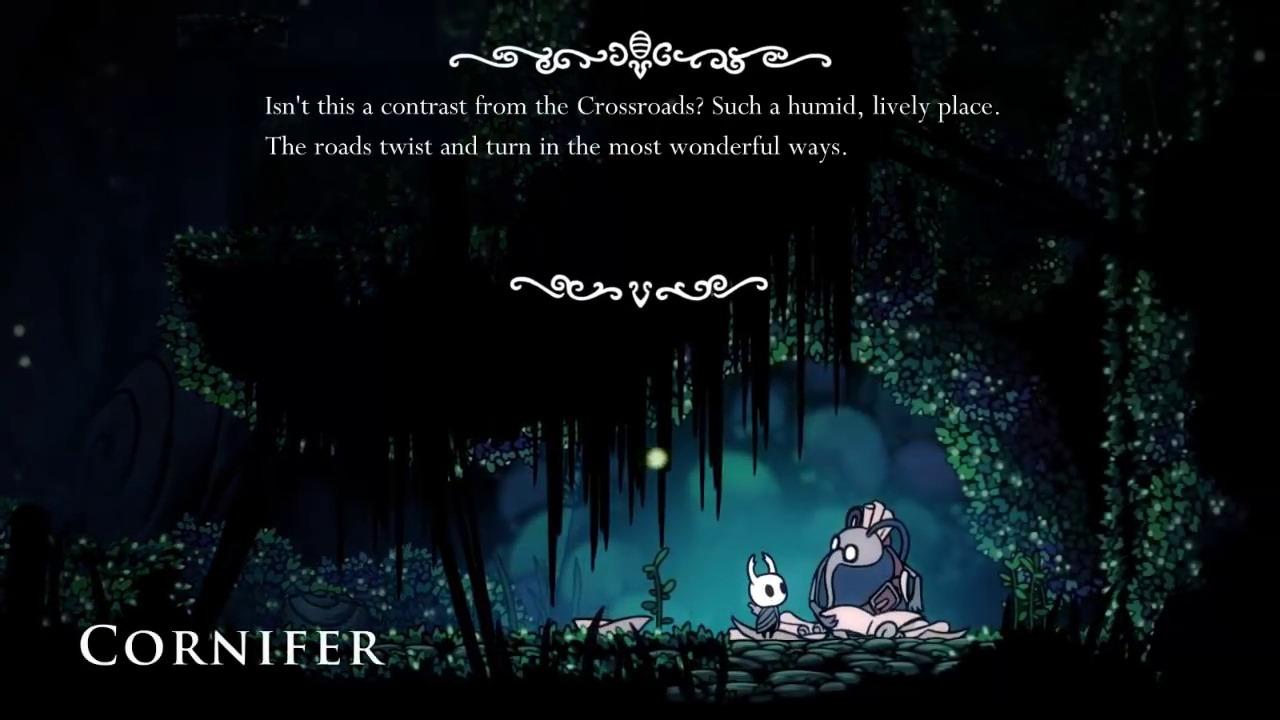 Isn't this a contrast from the Crossroads? Such a humid, lively place.
The roads twist and turn in the most wonderful ways.
CORNIFER